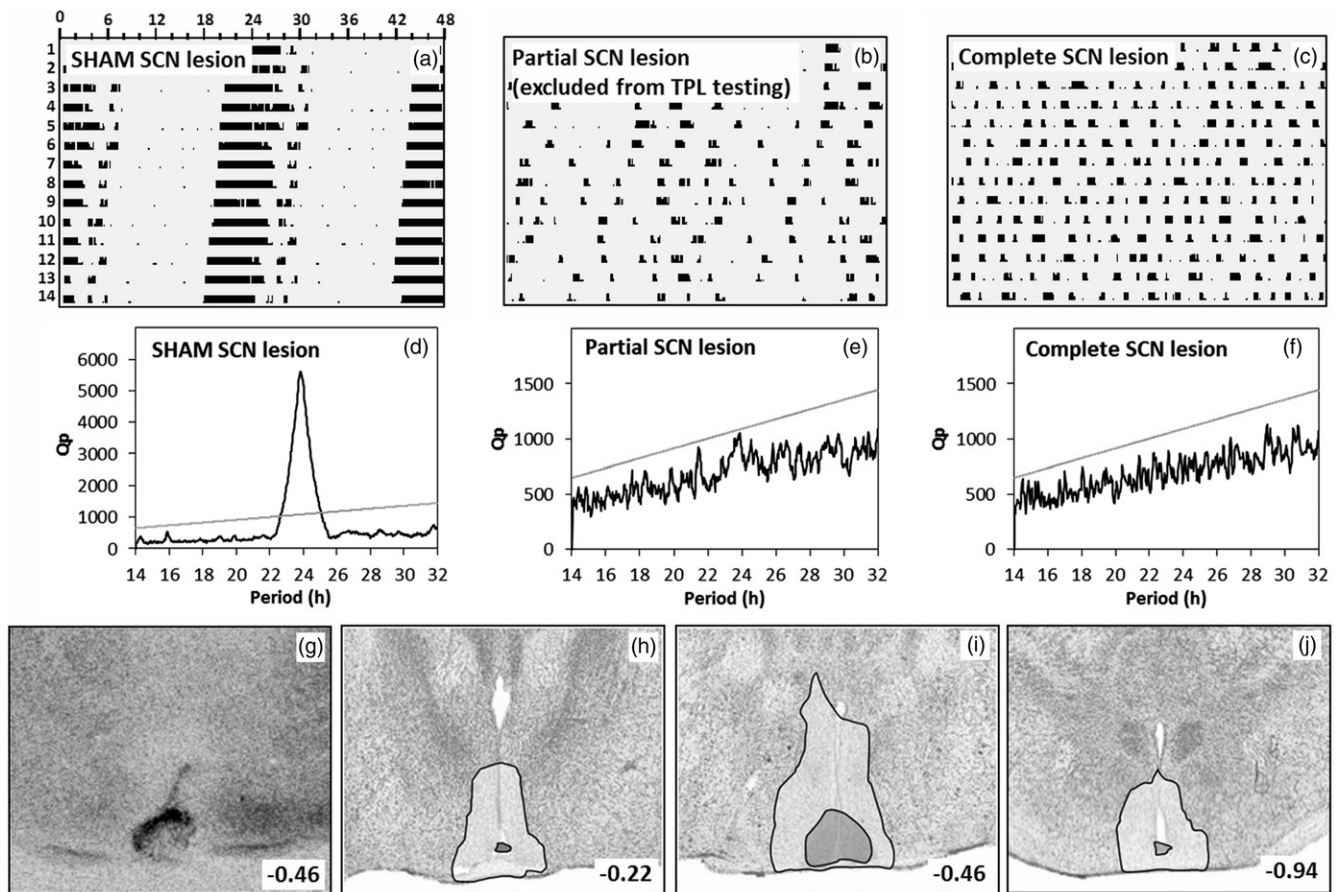 0 6 12 18 24 30 36 42 48
SHAM SCN lesion (a)
1
2
3
4
5
6
7
8
9
10
11
12
13
14
Partial SCN lesion (b)
(excluded from TPL testing)
Complete SCN lesion (c)
SHAM SCN lesion (d)
6000
5000
4000
3000
2000
1000
0
Qp
14 16 18 20 22 24 26 28 30 32
Period (h)
Partial SCN lesion (e)
1500
1000
500
0
Qp
14 16 18 20 22 24 26 28 30 32
Period (h)
Complete SCN lesion (f)
1500
1000
500
0
Qp
14 16 18 20 22 24 26 28 30 32
Period (h)
(g)
-0.46
(h)
-0.22
(i)
-0.46
(j)
-0.94